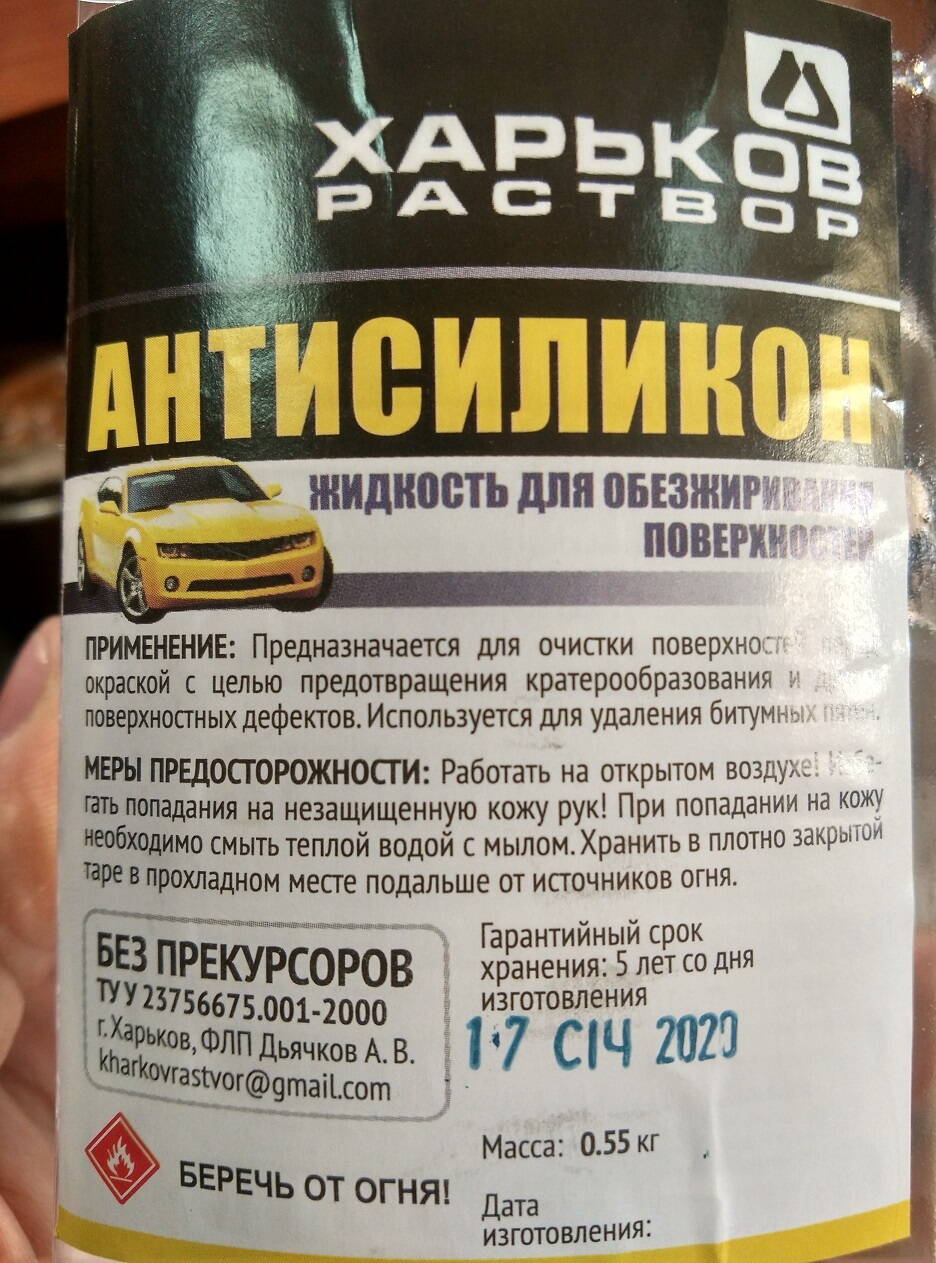 ХАРЬКОВ
РАСТВОР
АНТИСИЛИКОН
ЖИДКОСТЬ ДЛЯ ОБЕЗЖИРИВАНИЯ
ПОВЕРХНОСТЕЙ
ПРИМЕНЕНИЕ: Предназначается для очистки поверхностей
окраской с целью предотвращения кратерообразования и
поверхностных дефектов. Используется для удаления битумных пятен.
МЕРЫ ПРЕДОСТОРОЖНОСТИ: Работать на открытом воздухе! Избе-
гать попадания на незащищенную кожу рук! При попадании на кожу
необходимо смыть теплой водой с мылом. Хранить в плотно закрытой
таре в прохладном месте подальше от источников огня.
БЕЗ ПРЕКУРСОРОВ
ТУ У 23756675.001-2000
г. Харьков, ФЛП Дьячков А. В.
kharkovrastvor@gmail.com
Гарантийный срок
хранения: 5 лет со дня
изготовления
17 СІЧ 2020
Масса: 0.55 кг
БЕРЕЧЬ ОТ ОГНЯ!
Дата
изготовления: